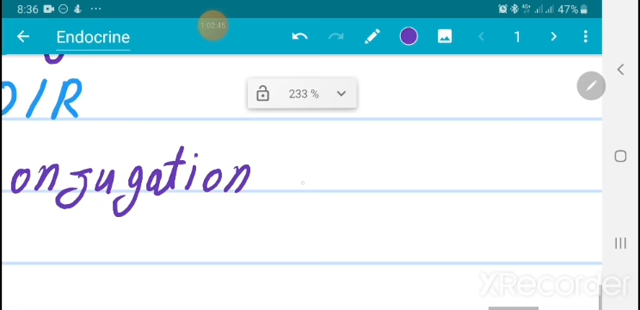 8:36 47%
1:02:45
Endocrine 1
233 %
O/R
onjugation
XRecorder